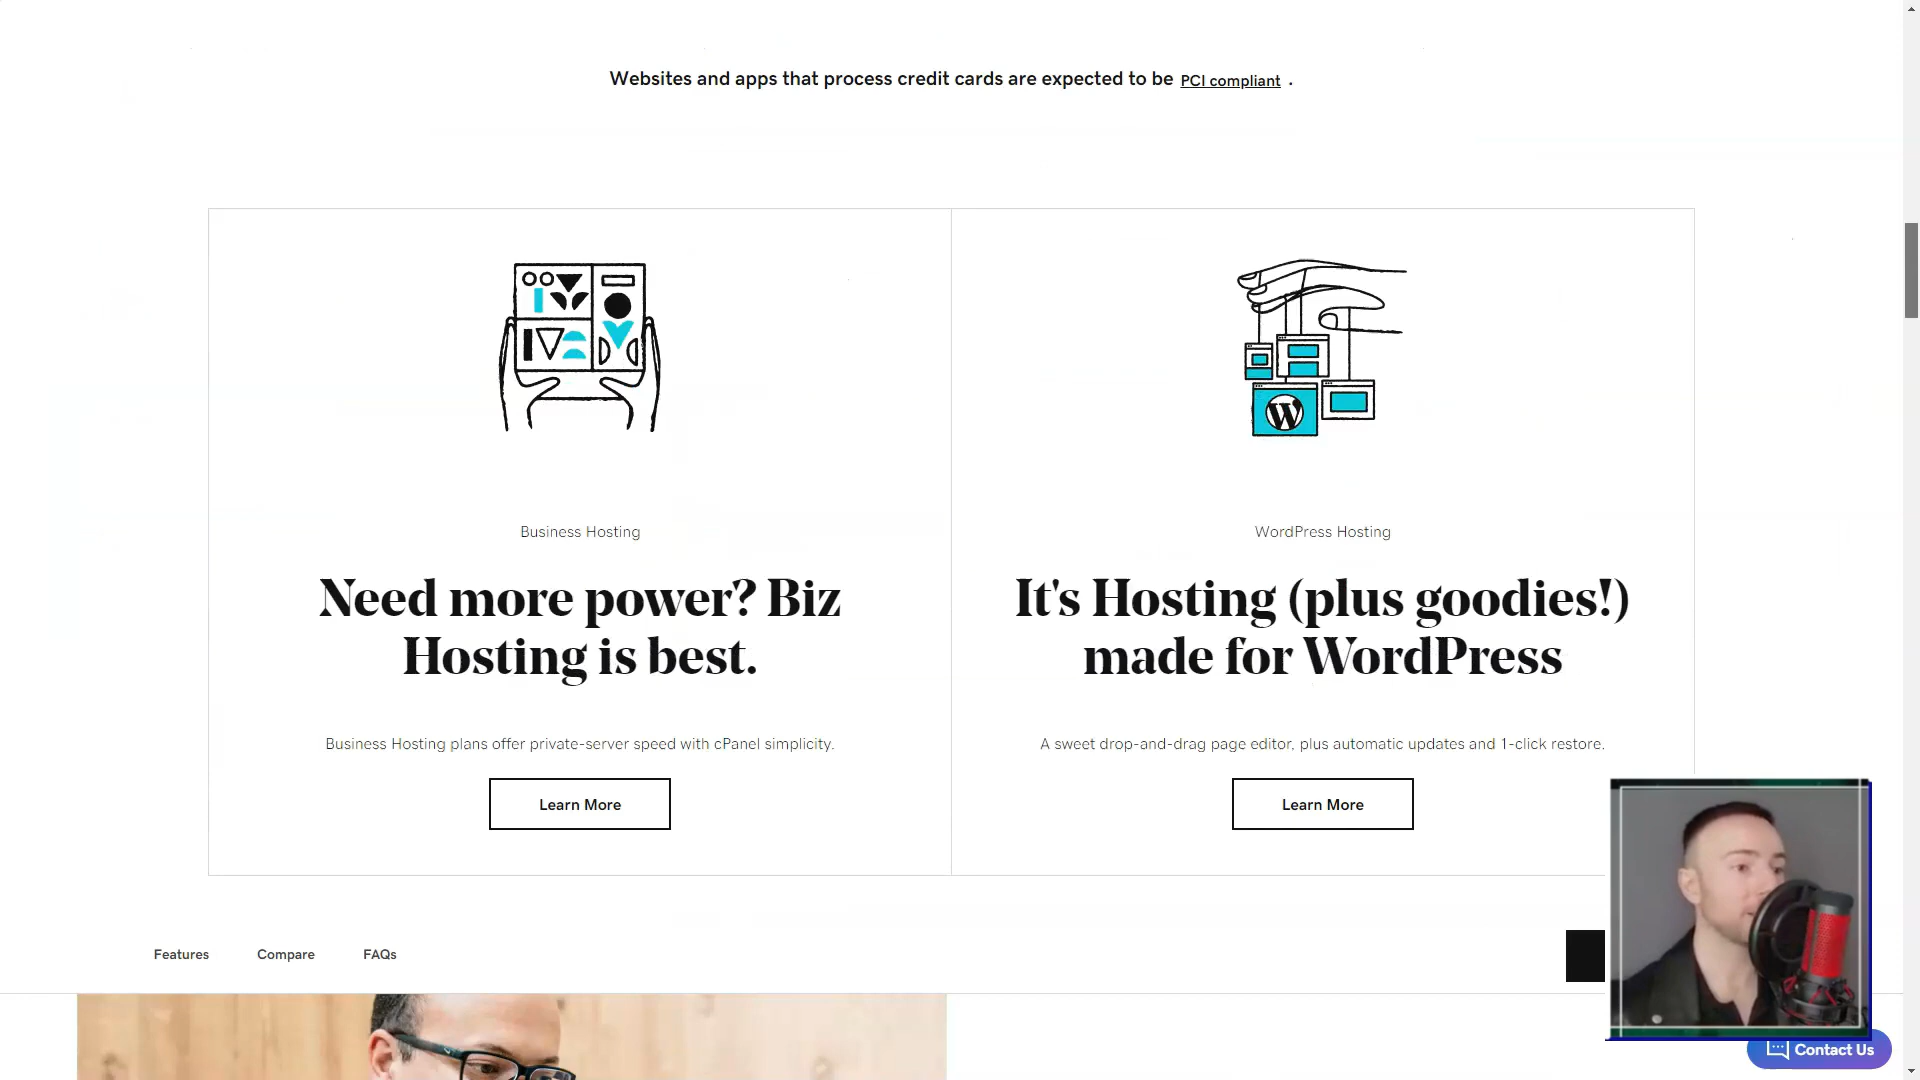 Websites and apps that process credit cards are expected to be PCI compliant .
Business Hosting
Need more power? Biz
Hosting is best.
Business Hosting plans offer private-server speed with cPanel simplicity.
Learn More
WordPress Hosting
It's Hosting (plus goodies!)
made for WordPress
A sweet drop-and-drag page editor, plus automatic updates and 1-click restore.
Learn More
Features
Compare
FAQs
Contact Us